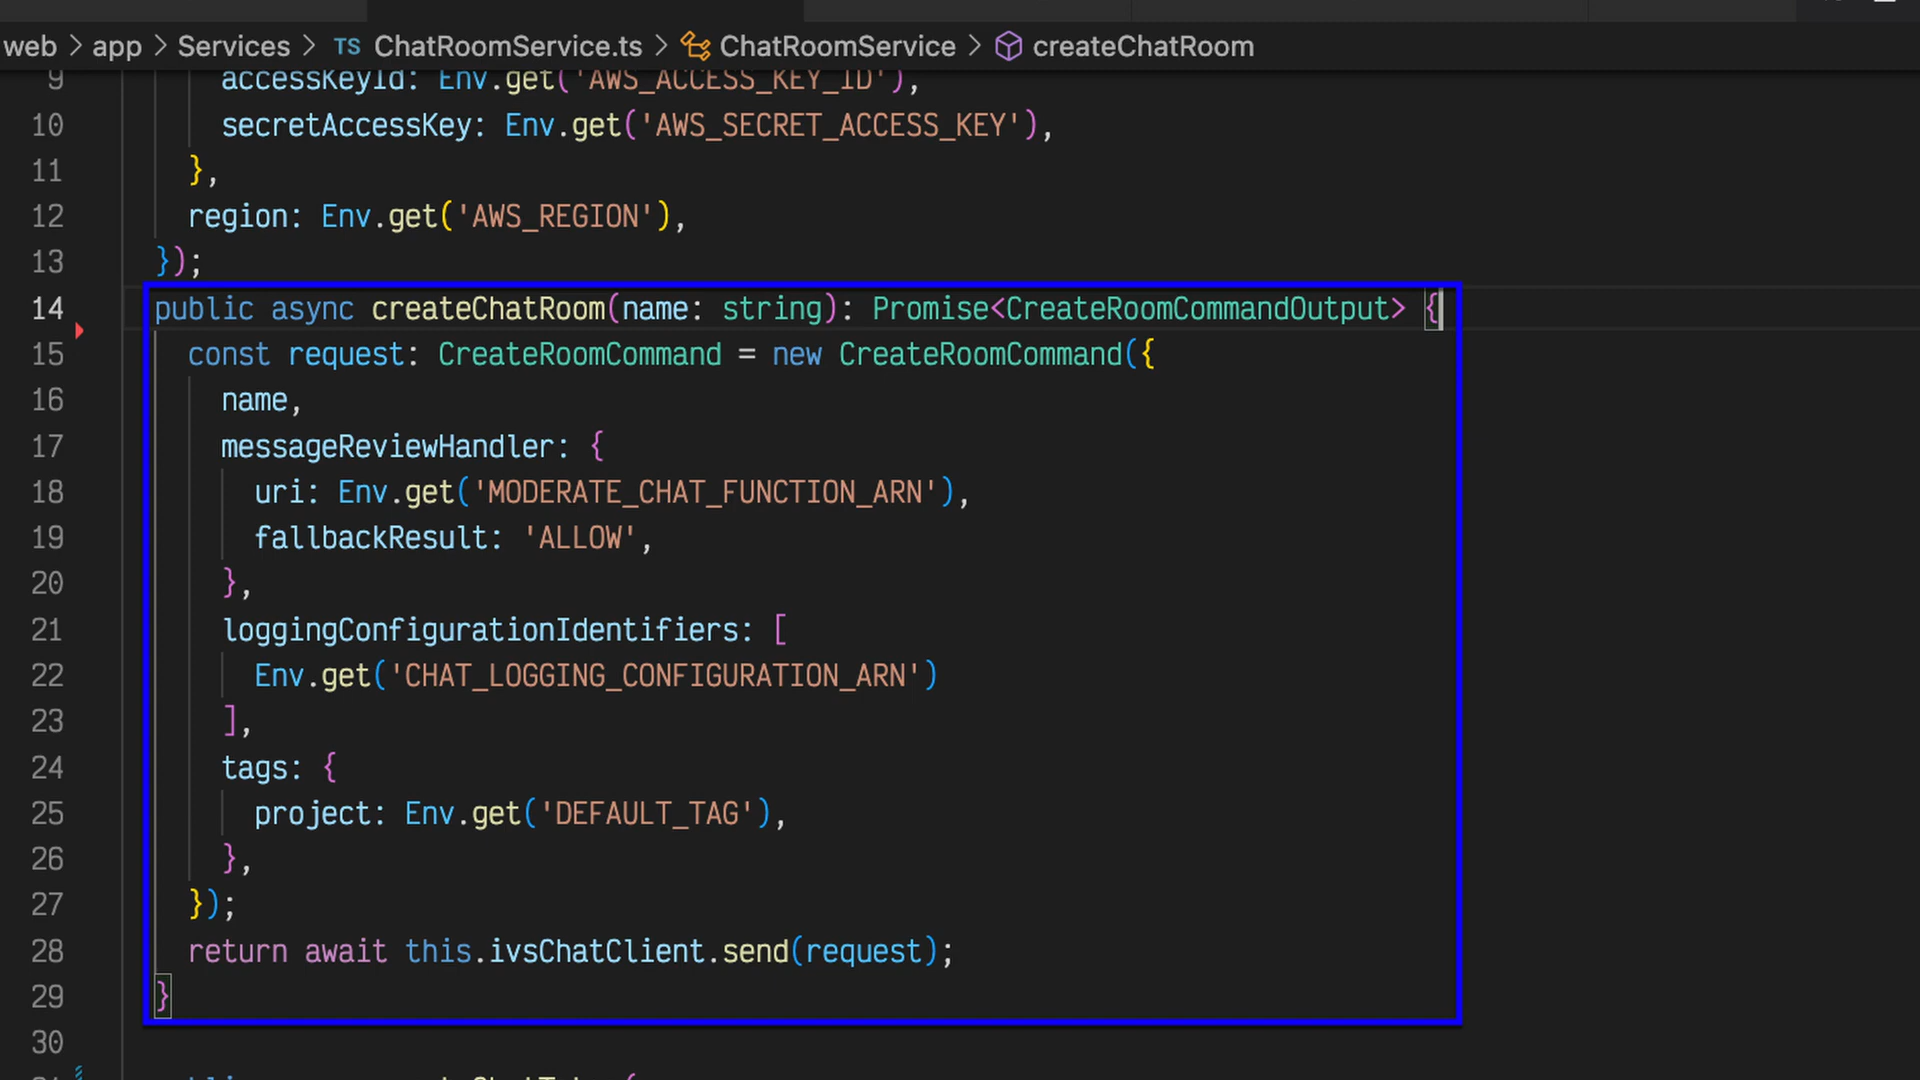 web > app > Services > TS ChatRoomService.ts > ChatRoomService > createChatRoom
9 accessKeyId: Env.get('AWS_ACCESS_KEY_ID'),
10 secretAccessKey: Env.get('AWS_SECRET_ACCESS_KEY'),
11 },
12 region: Env.get('AWS_REGION'),
13 });
14 public async createChatRoom(name: string): Promise<CreateRoomCommandOutput> {
15 const request: CreateRoomCommand = new CreateRoomCommand({
16 name,
17 messageReviewHandler: {
18 uri: Env.get('MODERATE_CHAT_FUNCTION_ARN'),
19 fallbackResult: 'ALLOW',
20 },
21 loggingConfigurationIdentifiers: [
22 Env.get('CHAT_LOGGING_CONFIGURATION_ARN')
23 ],
24 tags: {
25 project: Env.get('DEFAULT_TAG'),
26 },
27 });
28 return await this.ivsChatClient.send(request);
29 }
30